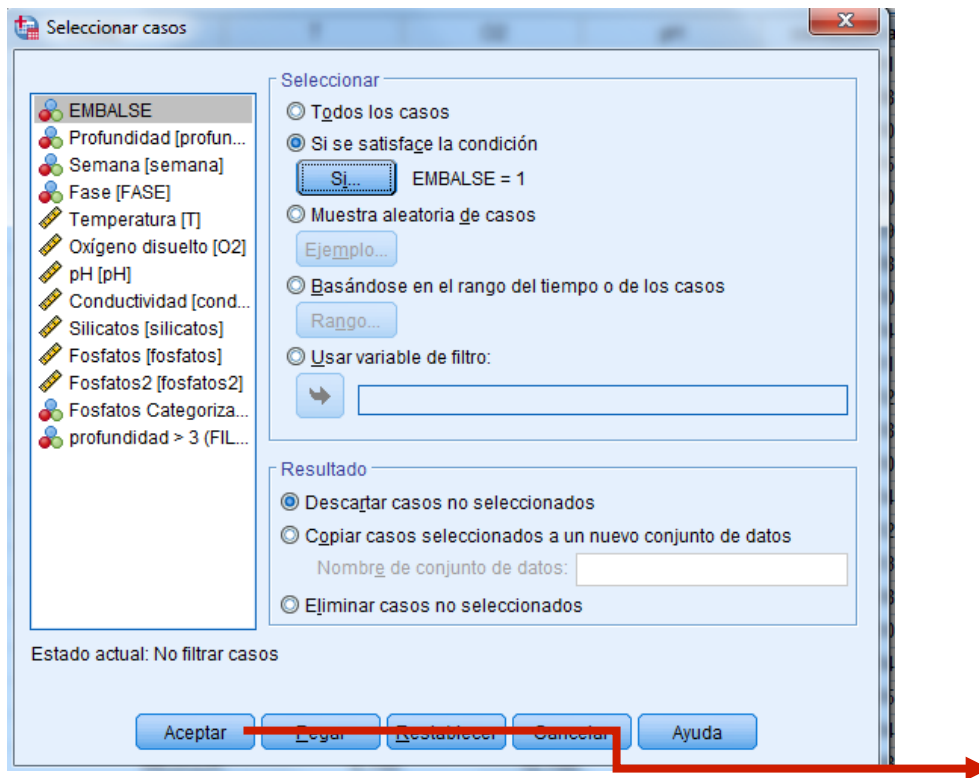 Seleccionar casos
EMBALSE
Profundidad [profun...
Semana [semana]
Fase [FASE]
Temperatura [T]
Oxígeno disuelto [O2]
pH [pH]
Conductividad [cond...
Silicatos [silicatos]
Fosfatos [fosfatos]
Fosfatos2 [fosfatos2]
Fosfatos Categoriza...
profundidad > 3 (FIL...
Seleccionar
Todos los casos
Si se satisface la condición
Si... EMBALSE = 1
Muestra aleatoria de casos
Ejemplo...
Basándose en el rango del tiempo o de los casos
Rango...
Usar variable de filtro:
Resultado
Descartar casos no seleccionados
Copiar casos seleccionados a un nuevo conjunto de datos
Nombre de conjunto de datos:
Eliminar casos no seleccionados
Estado actual: No filtrar casos
Aceptar Pegar Restablecer Cancelar Ayuda